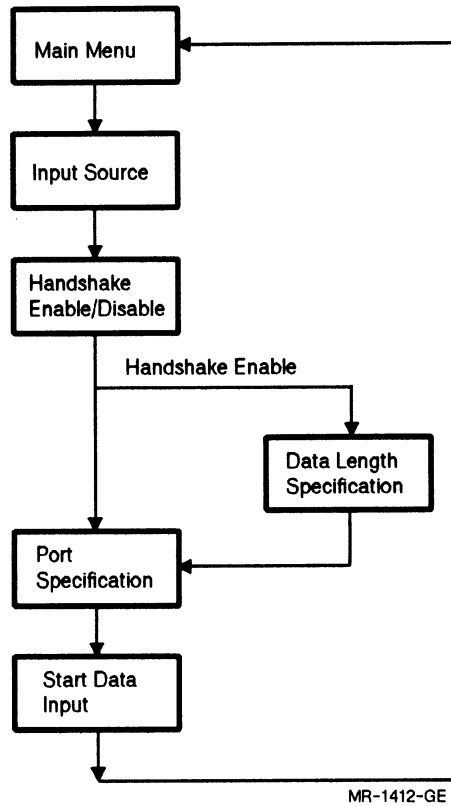 Main Menu
Input Source
Handshake
Enable/Disable
Handshake Enable
Data Length
Specification
Port
Specification
Start Data
Input
MR-1412-GE